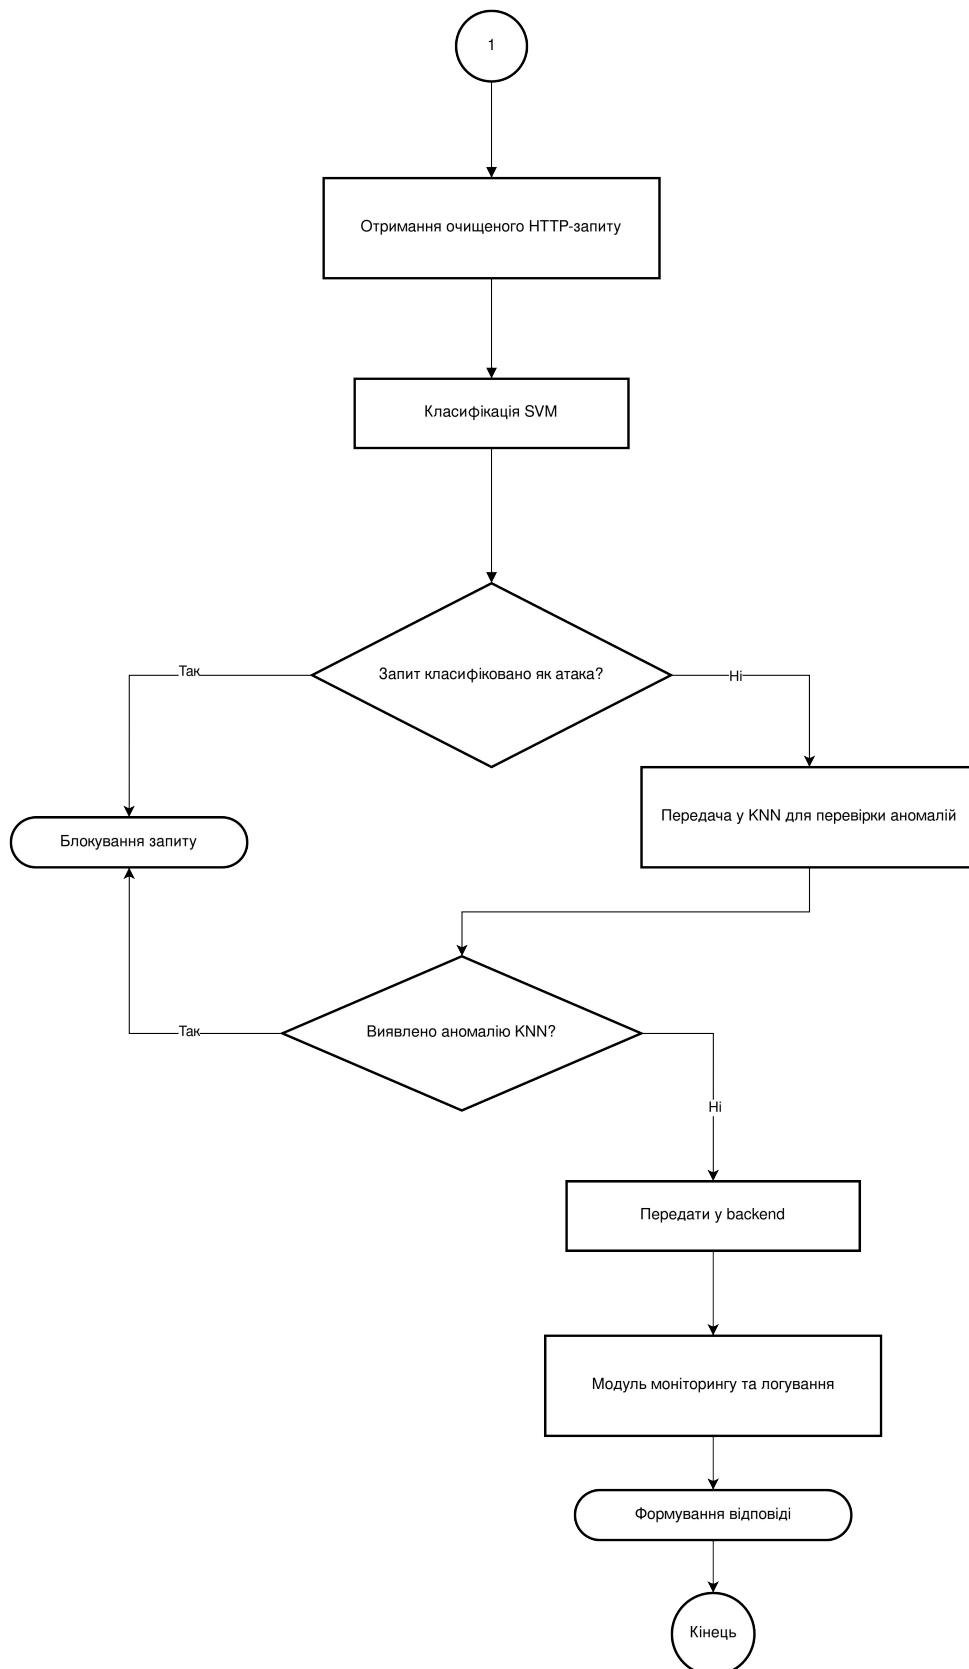 1
Отримання очищеного HTTP-запиту
Класифікація SVM
Запит класифіковано як атака?
Так
Ні
Передача у KNN для перевірки аномалій
Блокування запиту
Виявлено аномалію KNN?
Так
Ні
Передати у backend
Модуль моніторингу та логування
Формування відповіді
Кінець